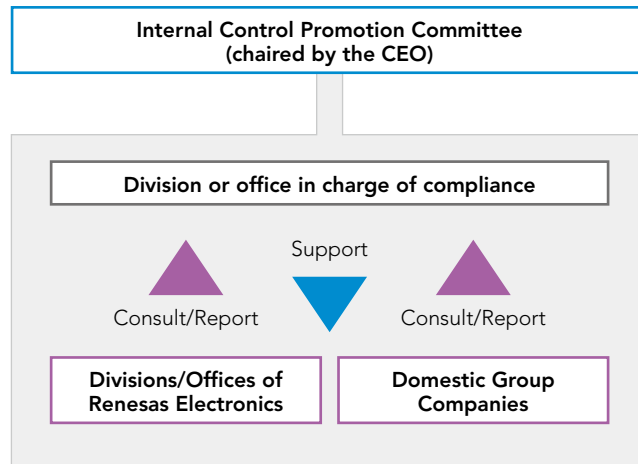 Internal Control Promotion Committee
(chaired by the CEO)
Division or office in charge of compliance
Support
Consult/Report
Consult/Report
Divisions/Offices of
Renesas Electronics
Domestic Group
Companies